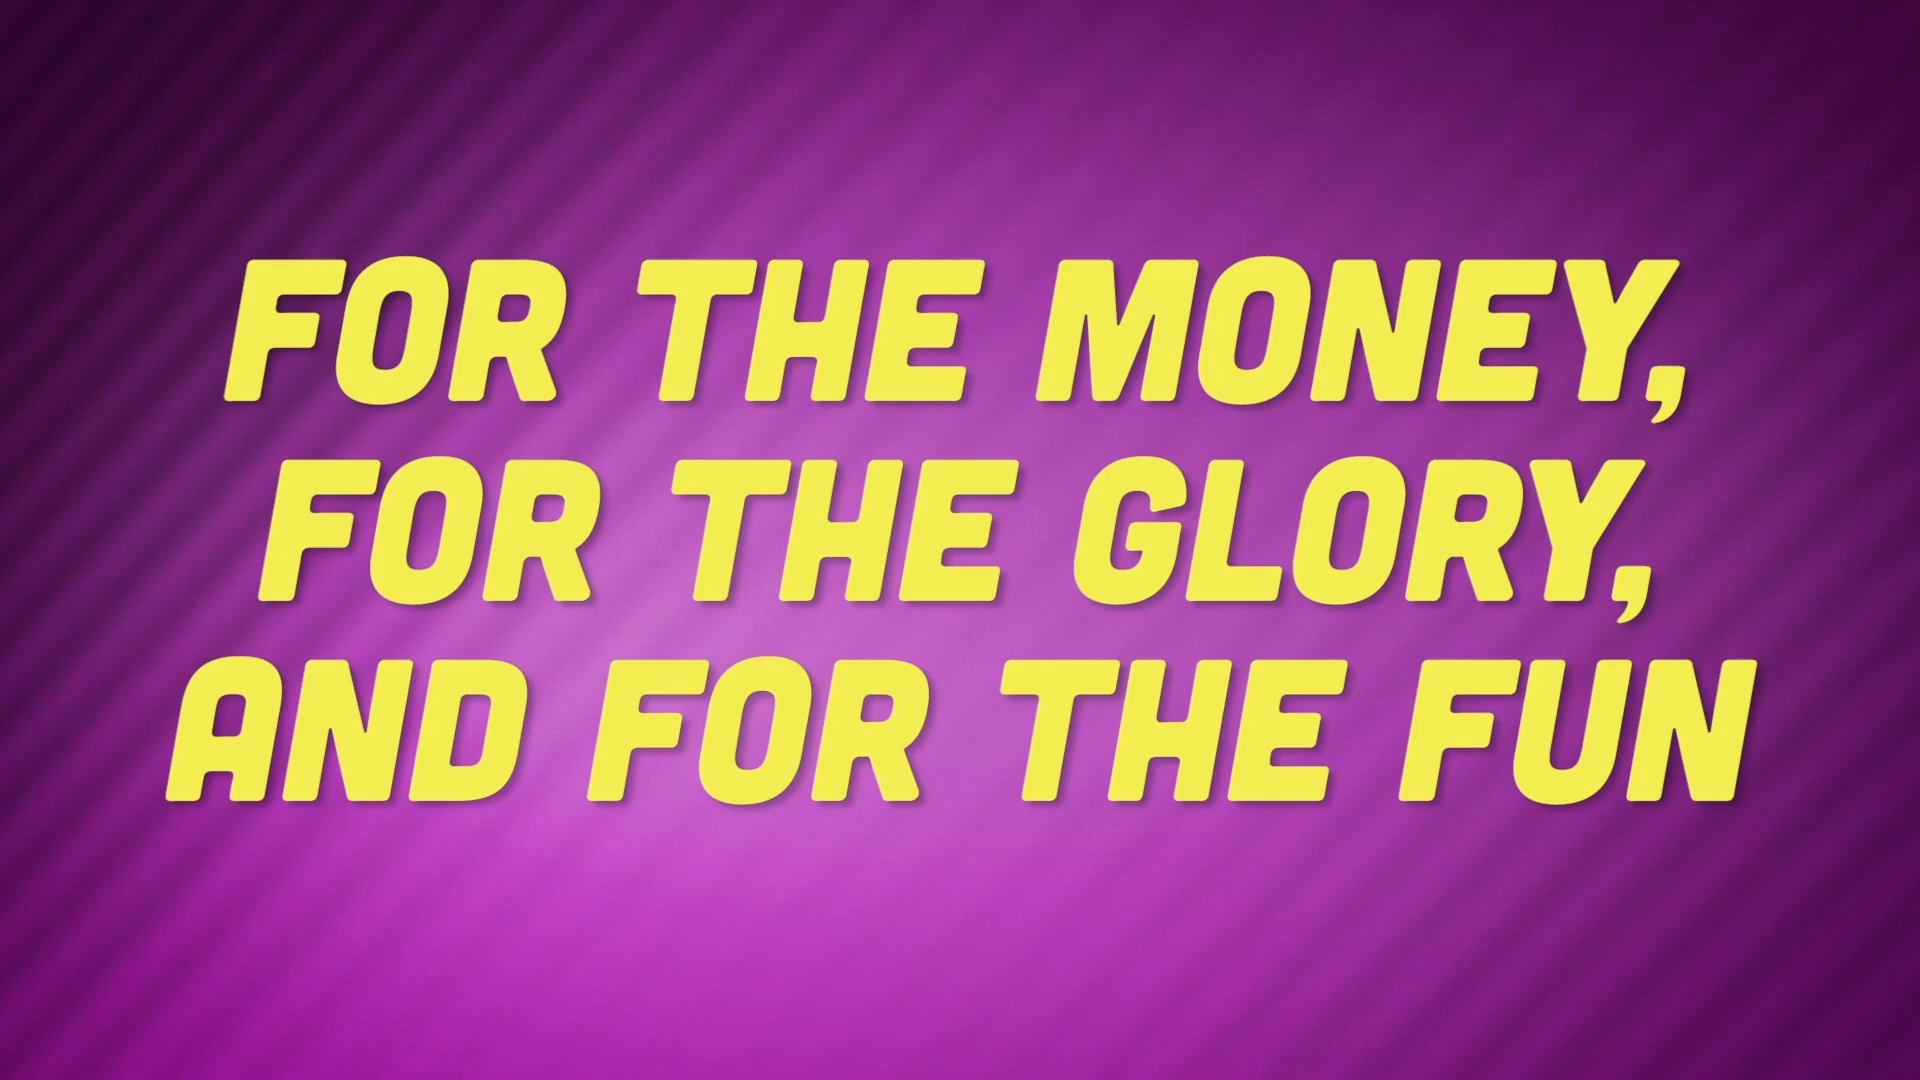 FOR THE MONEY,
FOR THE GLORY,
AND FOR THE FUN